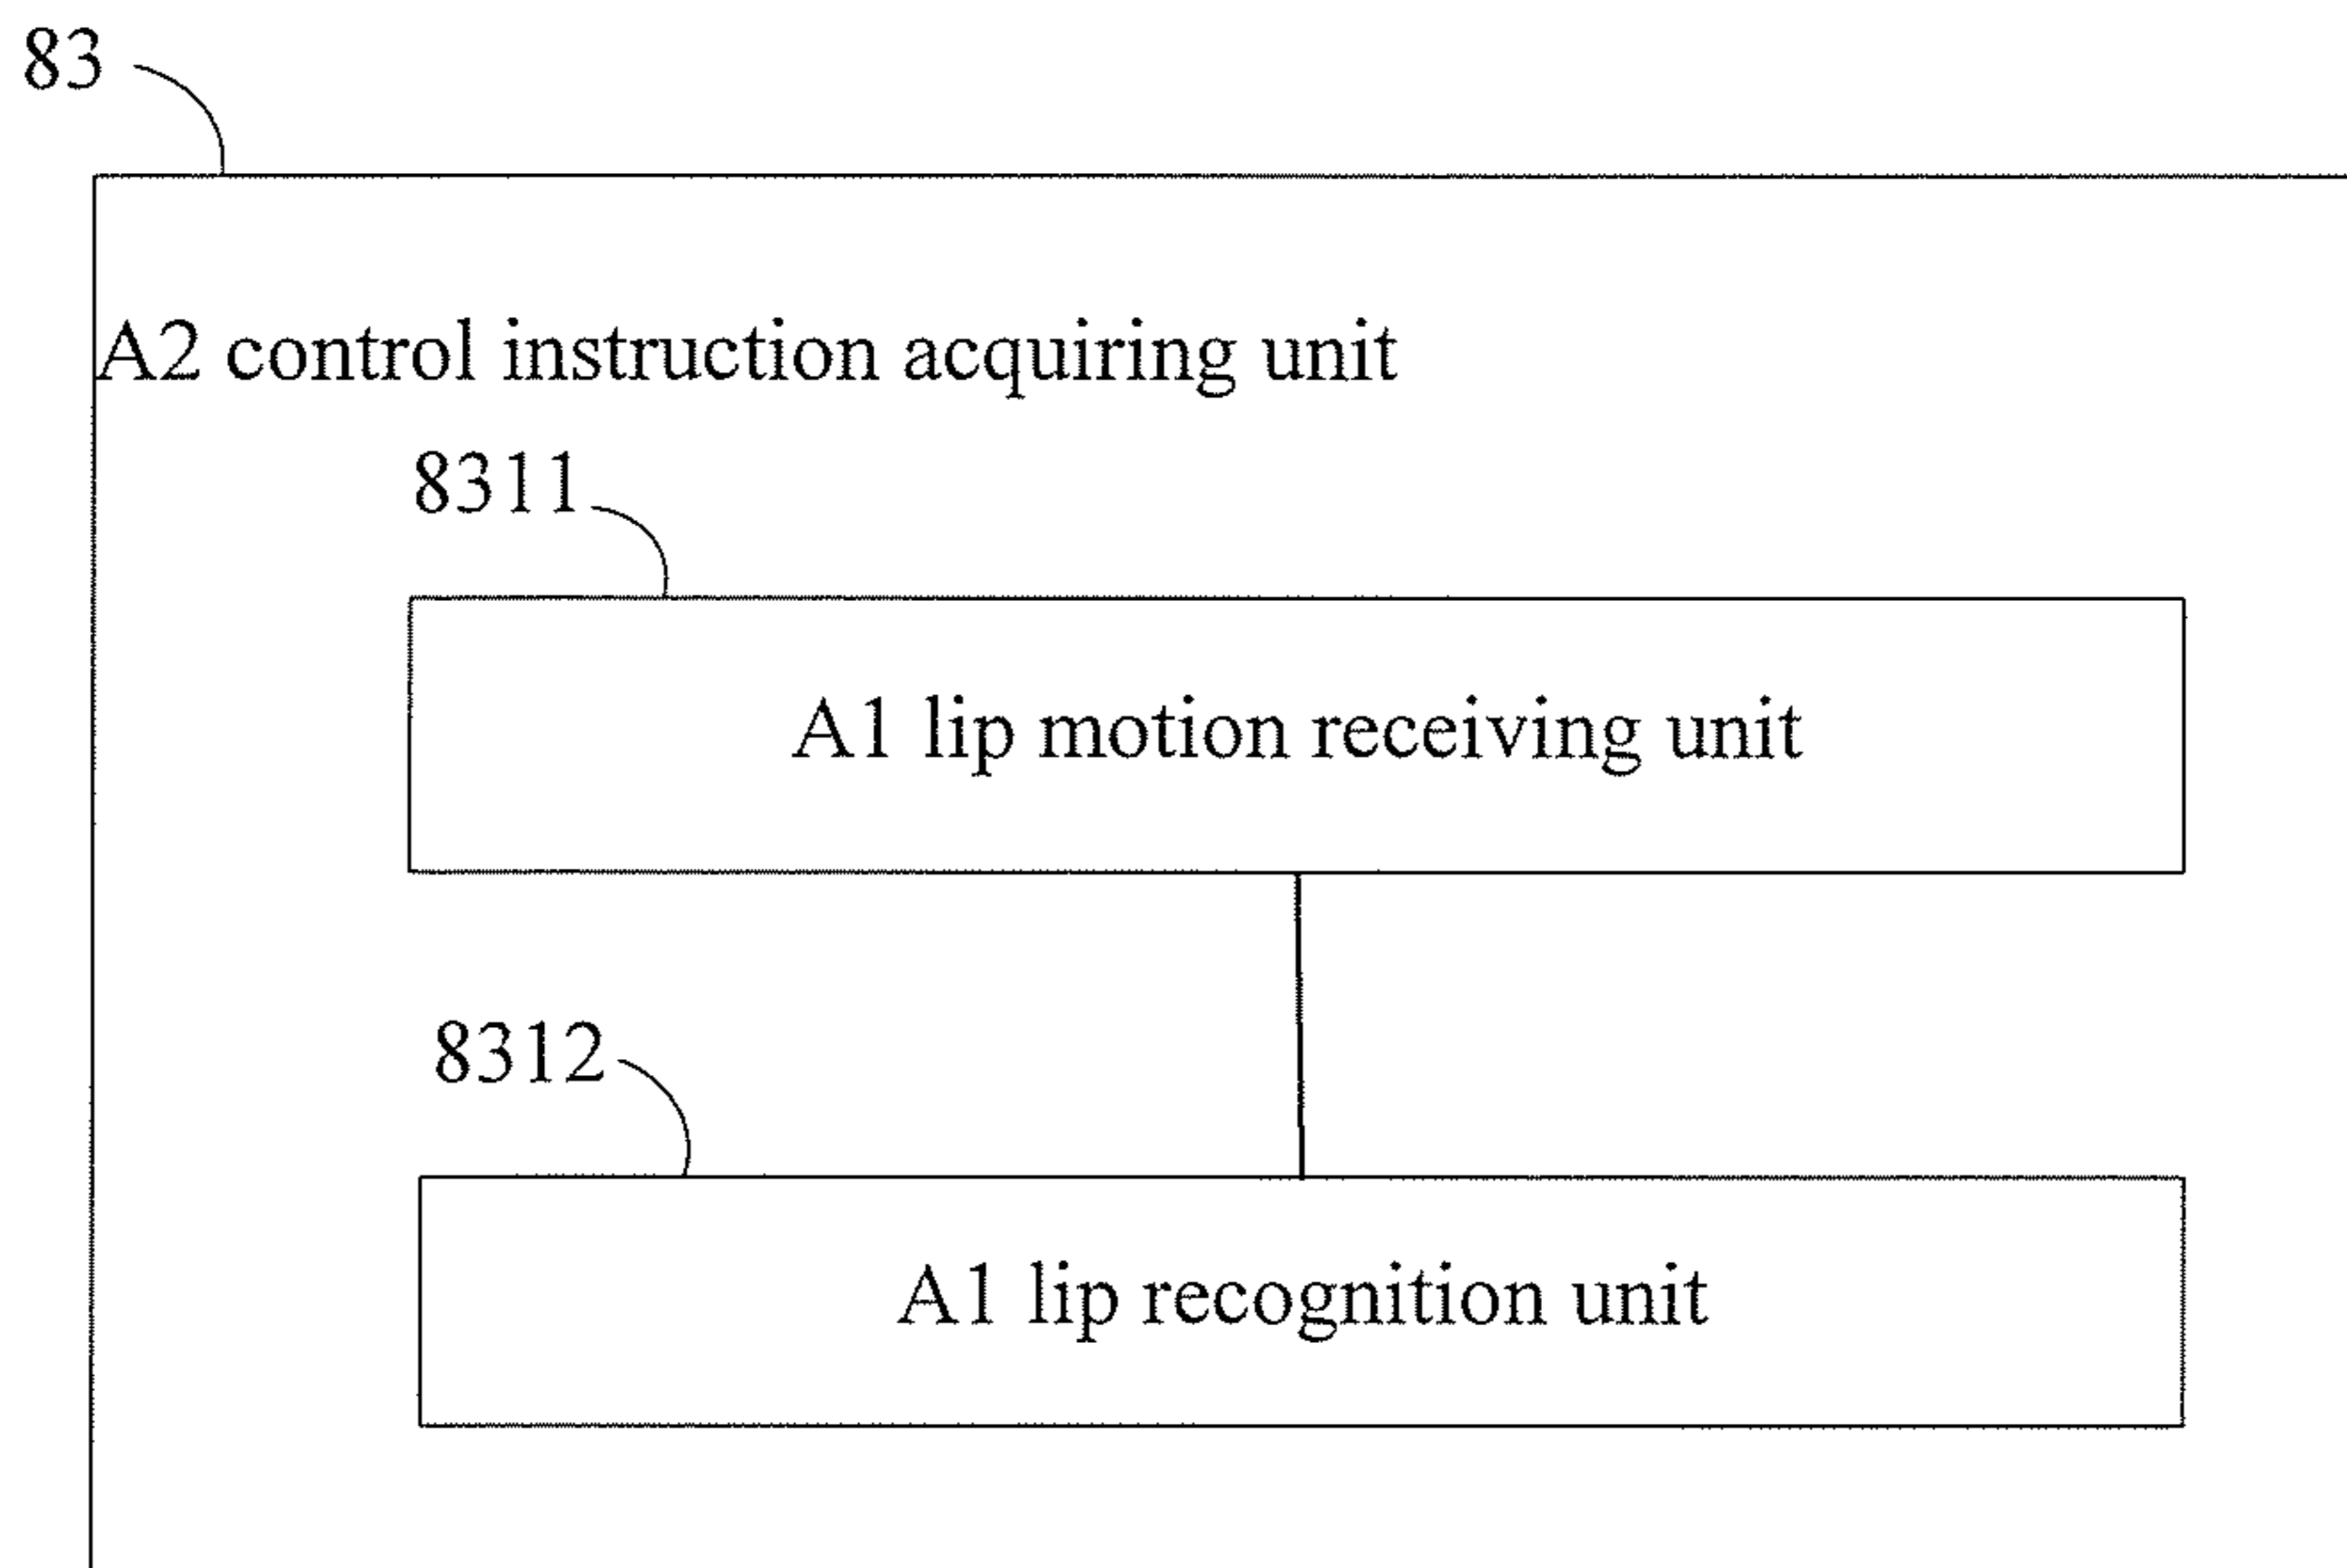 83
A2 control instruction acquiring unit
8311
A1 lip motion receiving unit
8312
A1 lip recognition unit